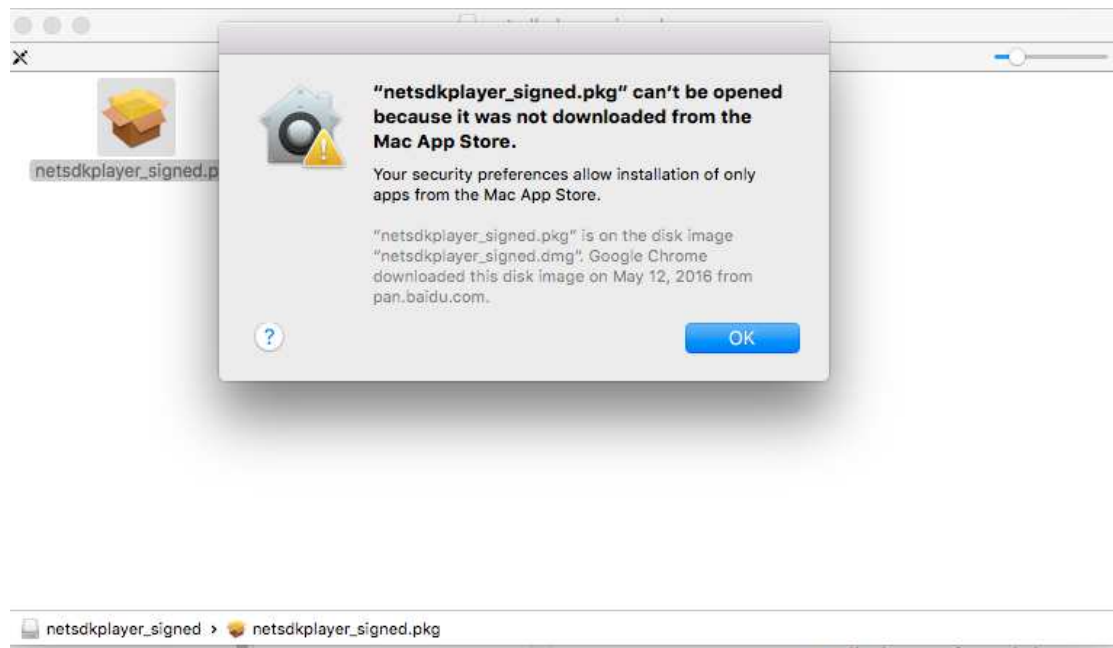 "netsdkplayer_signed.pkg" can't be opened
because it was not downloaded from the
Mac App Store.
netsdkplayer_signed.p
Your security preferences allow installation of only
apps from the Mac App Store.
"netsdkplayer_signed.pkg" is on the disk image
"netsdkplayer_signed.dmg". Google Chrome
downloaded this disk image on May 12, 2016 from
pan.baidu.com.
?
OK
netsdkplayer_signed › netsdkplayer_signed.pkg